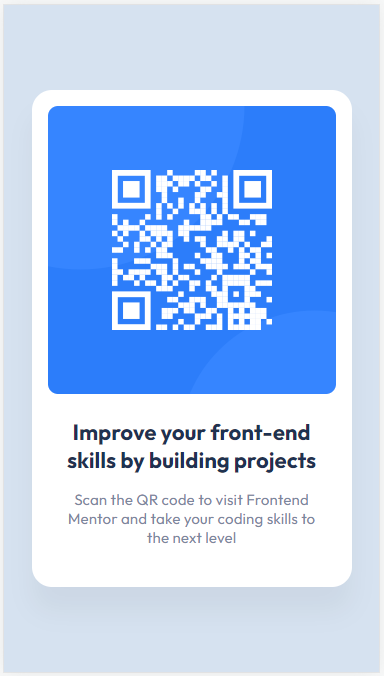 Improve your front-end
skills by building projects
Scan the QR code to visit Frontend
Mentor and take your coding skills to
the next level